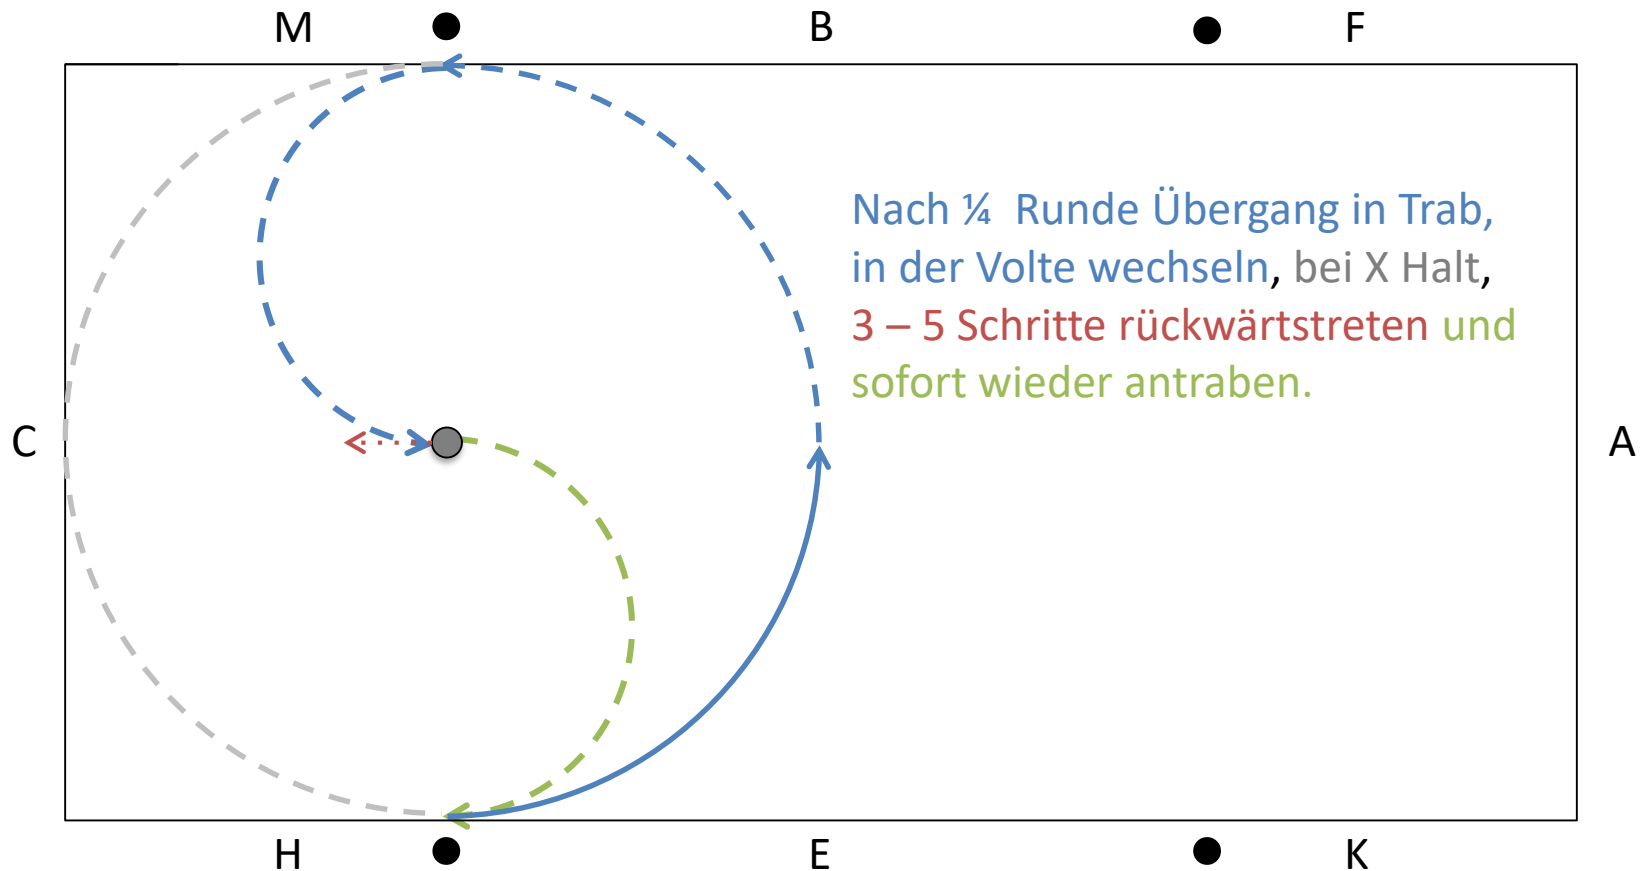 M B F
Nach ¼ Runde Übergang in Trab,
in der Volte wechseln, bei X Halt,
3 – 5 Schritte rückwärtstreten und
sofort wieder antraben.
C A
H E K